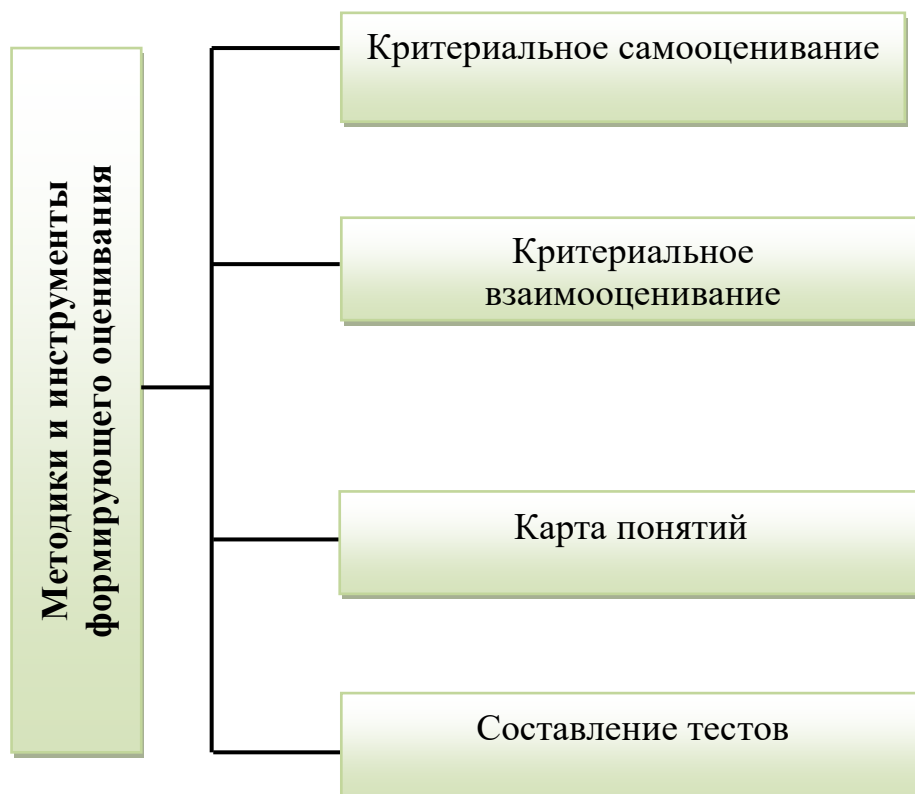 Методики и инструменты
формирующего оценивания
Критериальное самооценивание
Критериальное
взаимооценивание
Карта понятий
Составление тестов